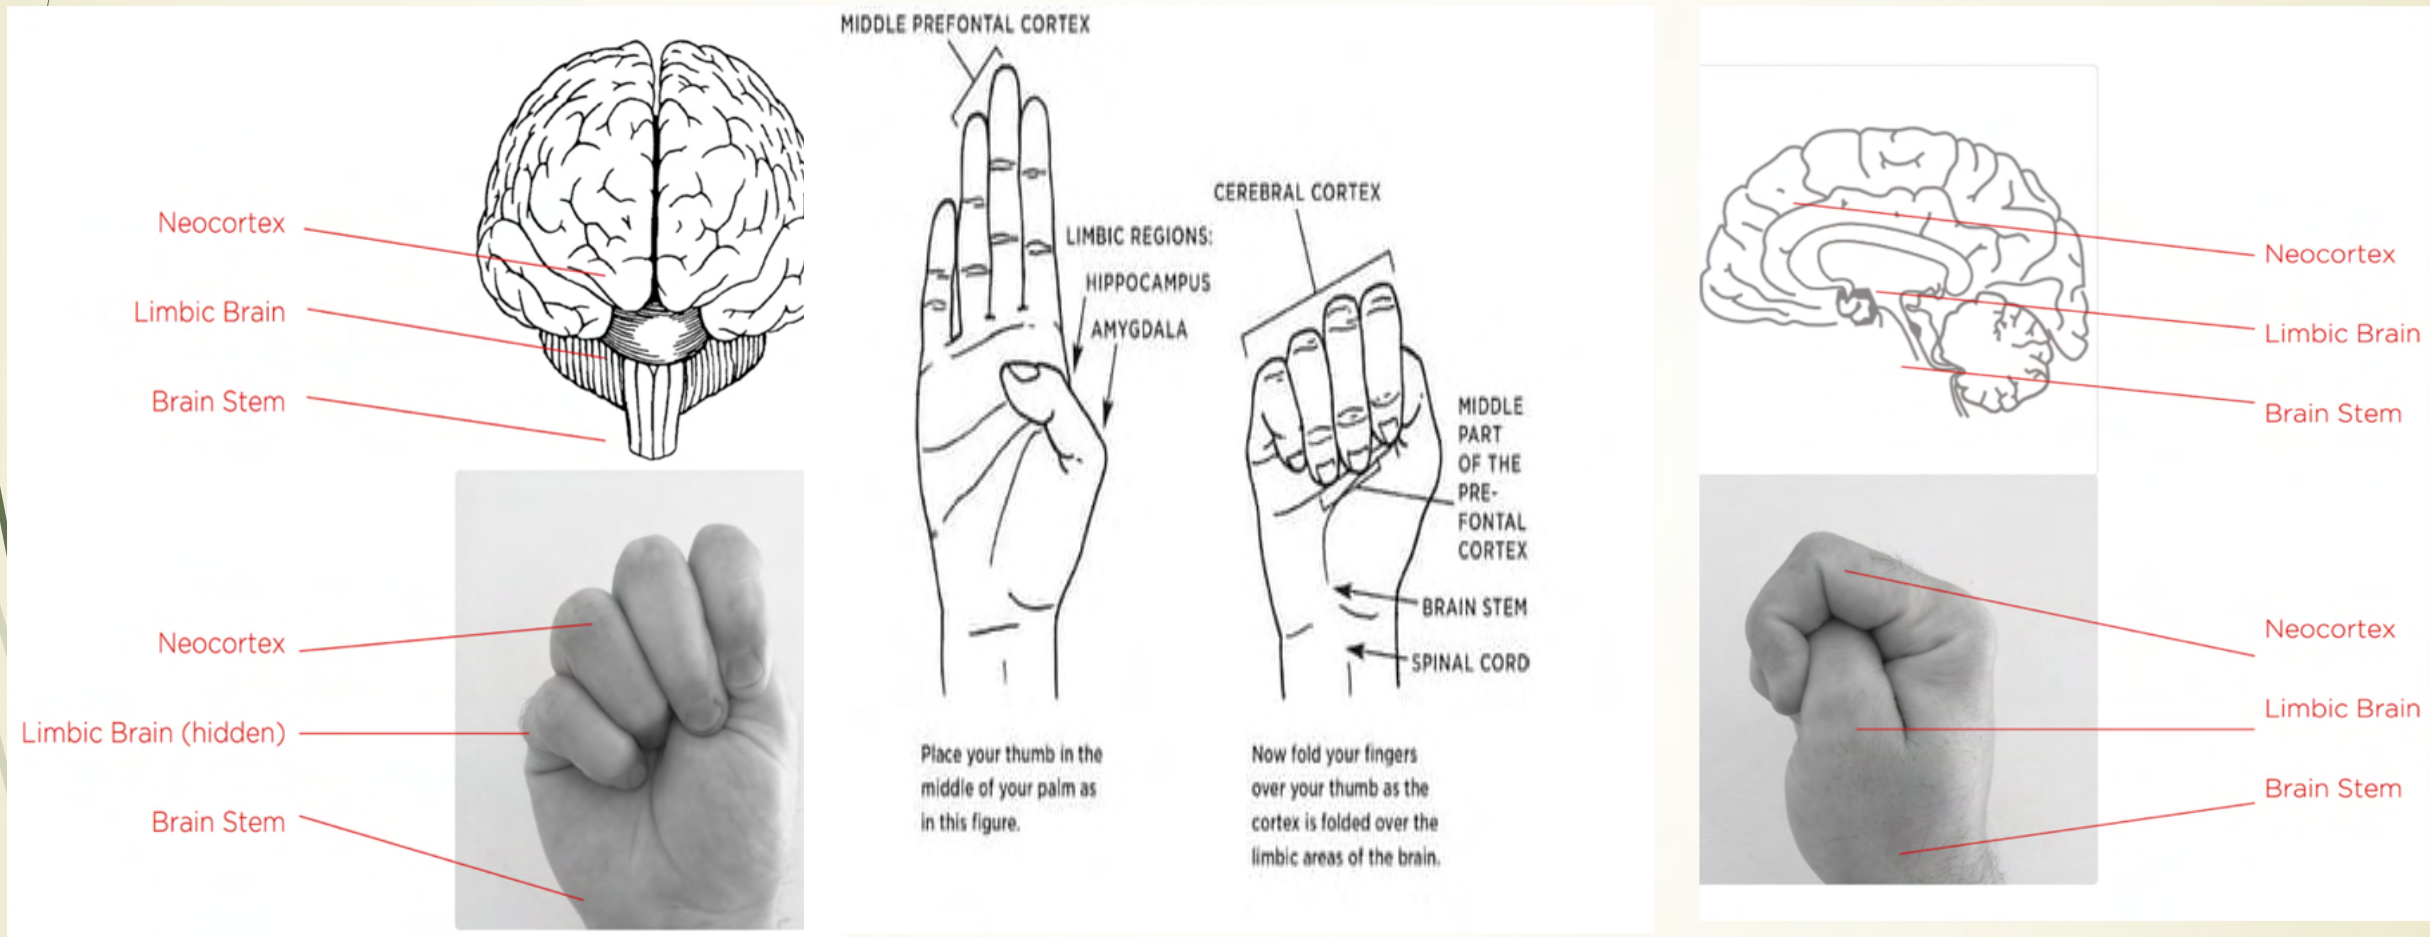 Neocortex
Limbic Brain
Brain Stem
Neocortex
Limbic Brain (hidden)
Brain Stem
MIDDLE PREFONTAL CORTEX
LIMBIC REGIONS:
HIPPOCAMPUS
AMYGDALA
Place your thumb in the
middle of your palm as
in this figure.
CEREBRAL CORTEX
MIDDLE
PART
OF THE
PRE-
FONTAL
CORTEX
BRAIN STEM
SPINAL CORD
Now fold your fingers
over your thumb as the
cortex is folded over the
limbic areas of the brain.
Neocortex
Limbic Brain
Brain Stem
Neocortex
Limbic Brain
Brain Stem